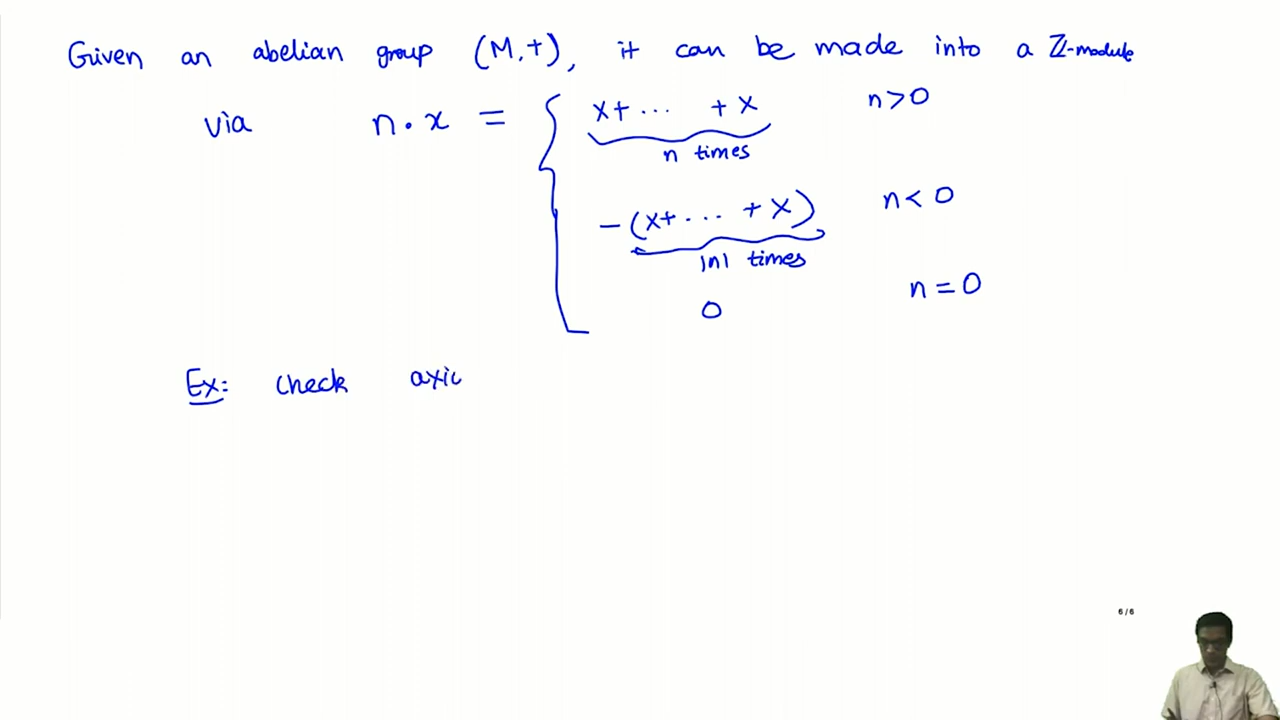 Given an abelian group (M,+), it can be made into a ℤ-module
via n·x = { x+··· +x n>0
n times
-(x+··· +x) n<0
|n| times
0 n=0
Ex: check axio
6/6